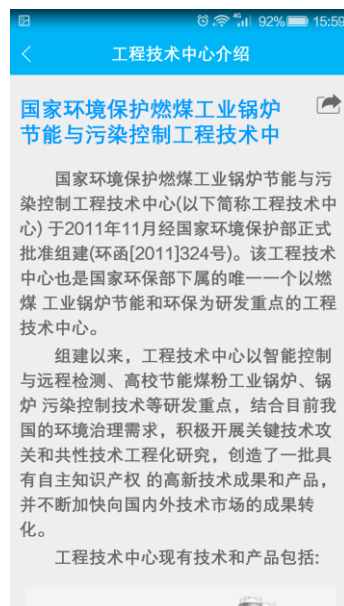 92% 15:59
工程技术中心介绍
国家环境保护燃煤工业锅炉
节能与污染控制工程技术中
国家环境保护燃煤工业锅炉节能与污
染控制工程技术中心(以下简称工程技术中
心) 于2011年11月经国家环境保护部正式
批准组建(环函[2011]324号)。该工程技术
中心也是国家环保部下属的唯一一个以燃
煤 工业锅炉节能和环保为研发重点的工程
技术中心。
组建以来，工程技术中心以智能控制
与远程检测、高校节能煤粉工业锅炉、锅
炉 污染控制技术等研发重点，结合目前我
国的环境治理需求，积极开展关键技术攻
关和共性技术工程化研究，创造了一批具
有自主知识产权 的高新技术成果和产品，
并不断加快向国内外技术市场的成果转
化。
工程技术中心现有技术和产品包括: